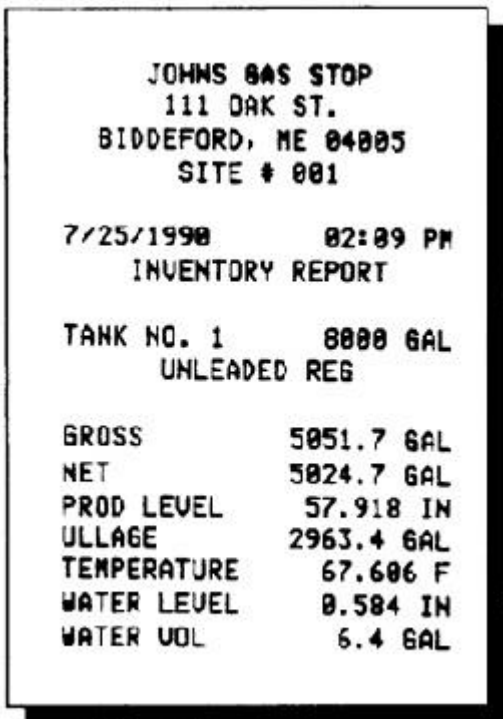 JOHNS GAS STOP
111 OAK ST.
BIDDEFORD, ME 04005
SITE # 001
7/25/1990 02:09 PM
INVENTORY REPORT
TANK NO. 1 8000 GAL
UNLEADED REG
GROSS 5051.7 GAL
NET 5024.7 GAL
PROD LEVEL 57.918 IN
ULLAGE 2963.4 GAL
TEMPERATURE 67.606 F
WATER LEVEL 0.584 IN
WATER VOL 6.4 GAL